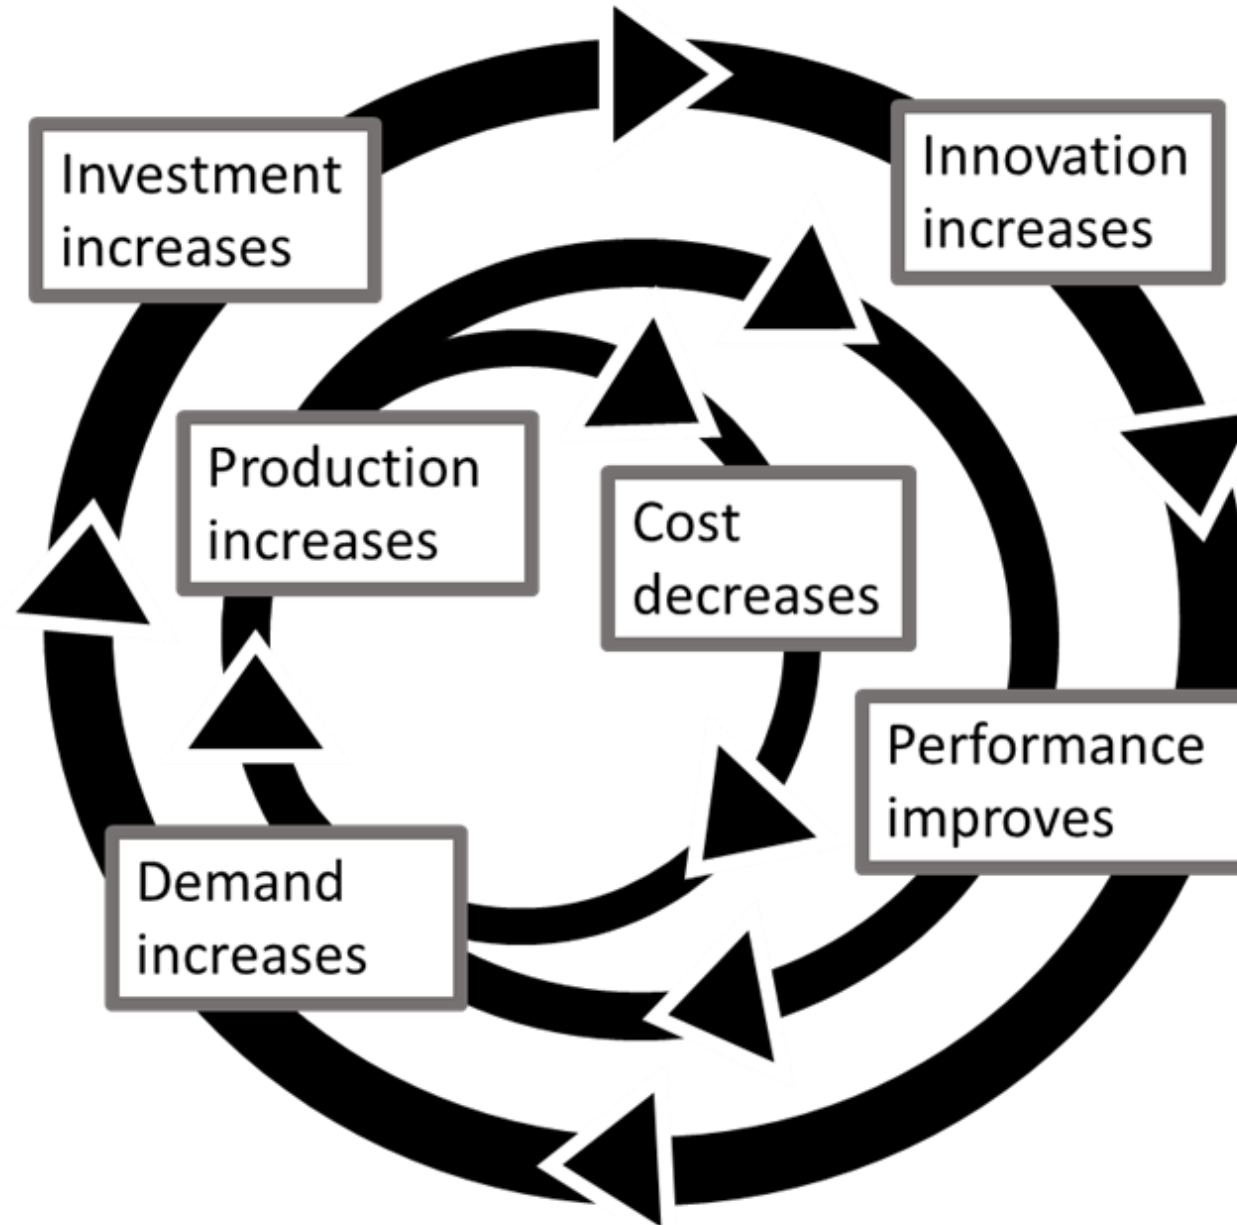 Investment
increases
Innovation
increases
Production
increases
Cost
decreases
Performance
improves
Demand
increases